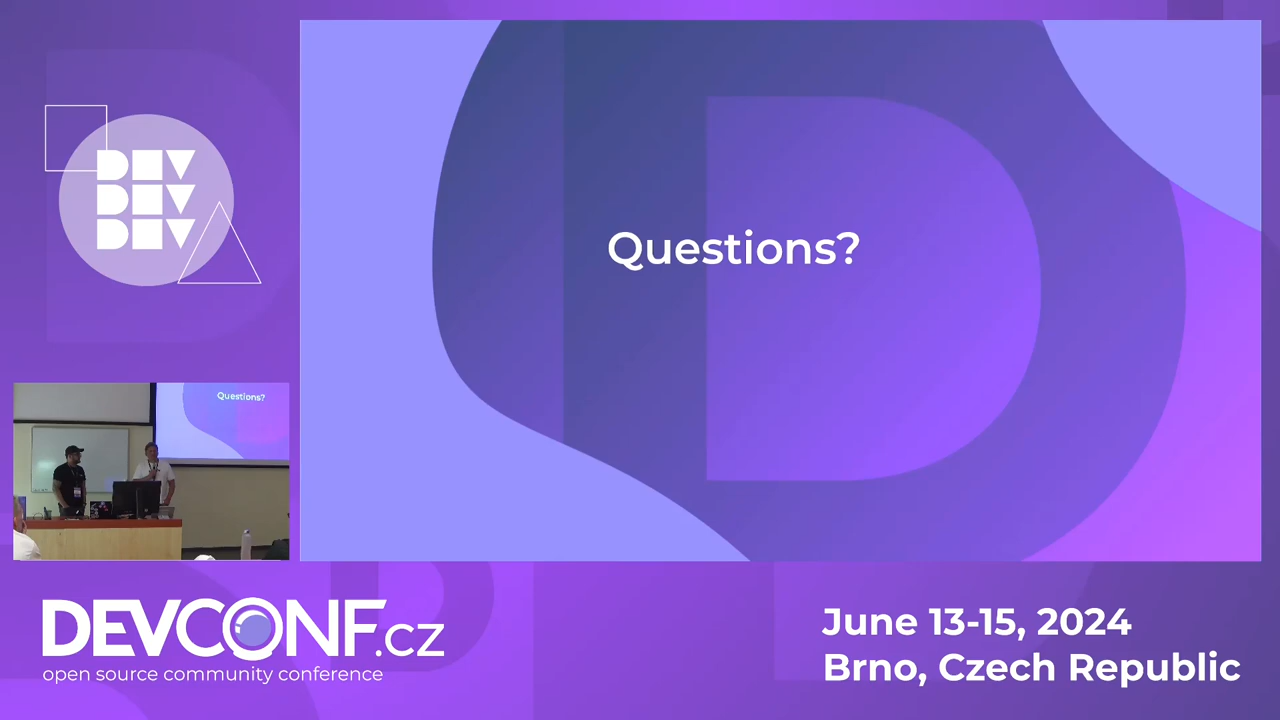 DEV
DEV
DEV
Questions?
Questions?
DEVCONF.cz
open source community conference
June 13-15, 2024
Brno, Czech Republic